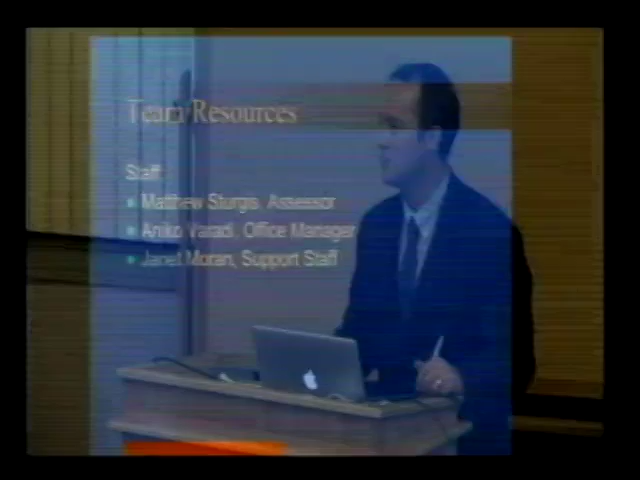 Team/Resources
Staff
Matthew Sturgis, Assessor
Aniko Varadi, Office Manager
Janet Moran, Support Staff